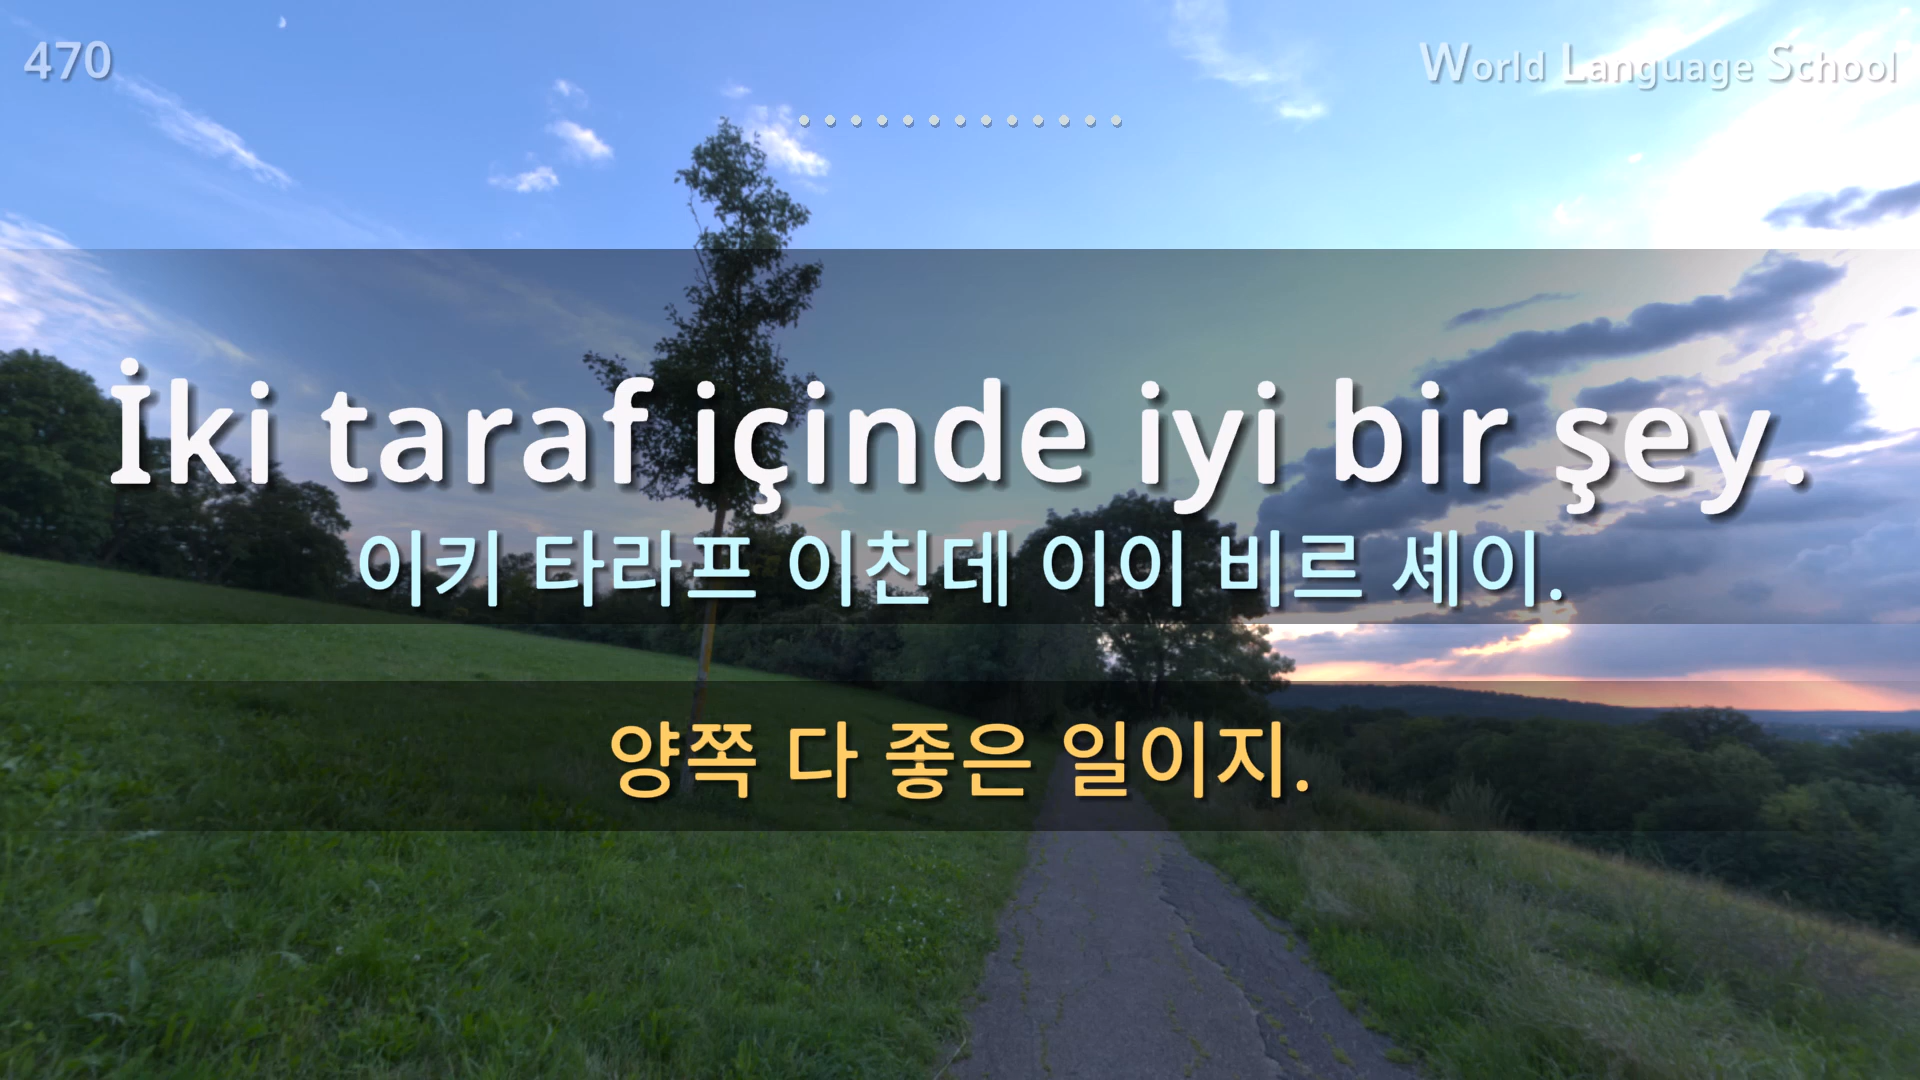 470
World Language School
İki taraf içinde iyi bir şey.
이키 타라프 이친데 이이 비르 셰이.
양쪽 다 좋은 일이지.